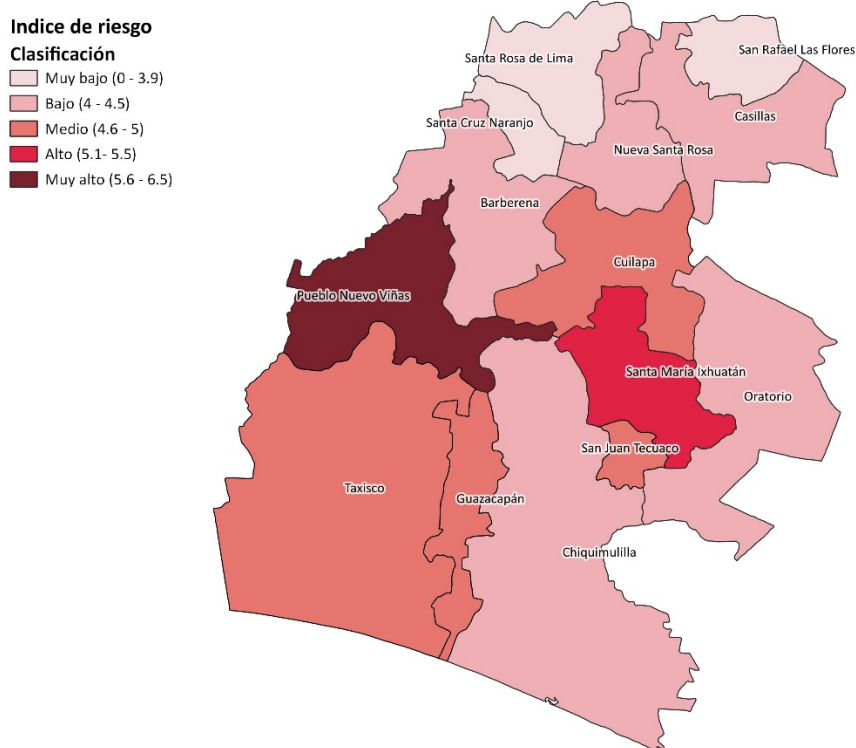 Indice de riesgo
Clasificación
Muy bajo (0 - 3.9)
Bajo (4 - 4.5)
Medio (4.6 - 5)
Alto (5.1- 5.5)
Muy alto (5.6 - 6.5)
San Rafael Las Flores
Santa Rosa de Lima
Casillas
Santa Cruz Naranjo
Nueva Santa Rosa
Barberena
Cuilapa
Pueblo Nuevo Viñas
Santa Maria Ixhuatán
Oratorio
San Juan Tecuaco
Taxisco
Guazacapán
Chiquimulilla